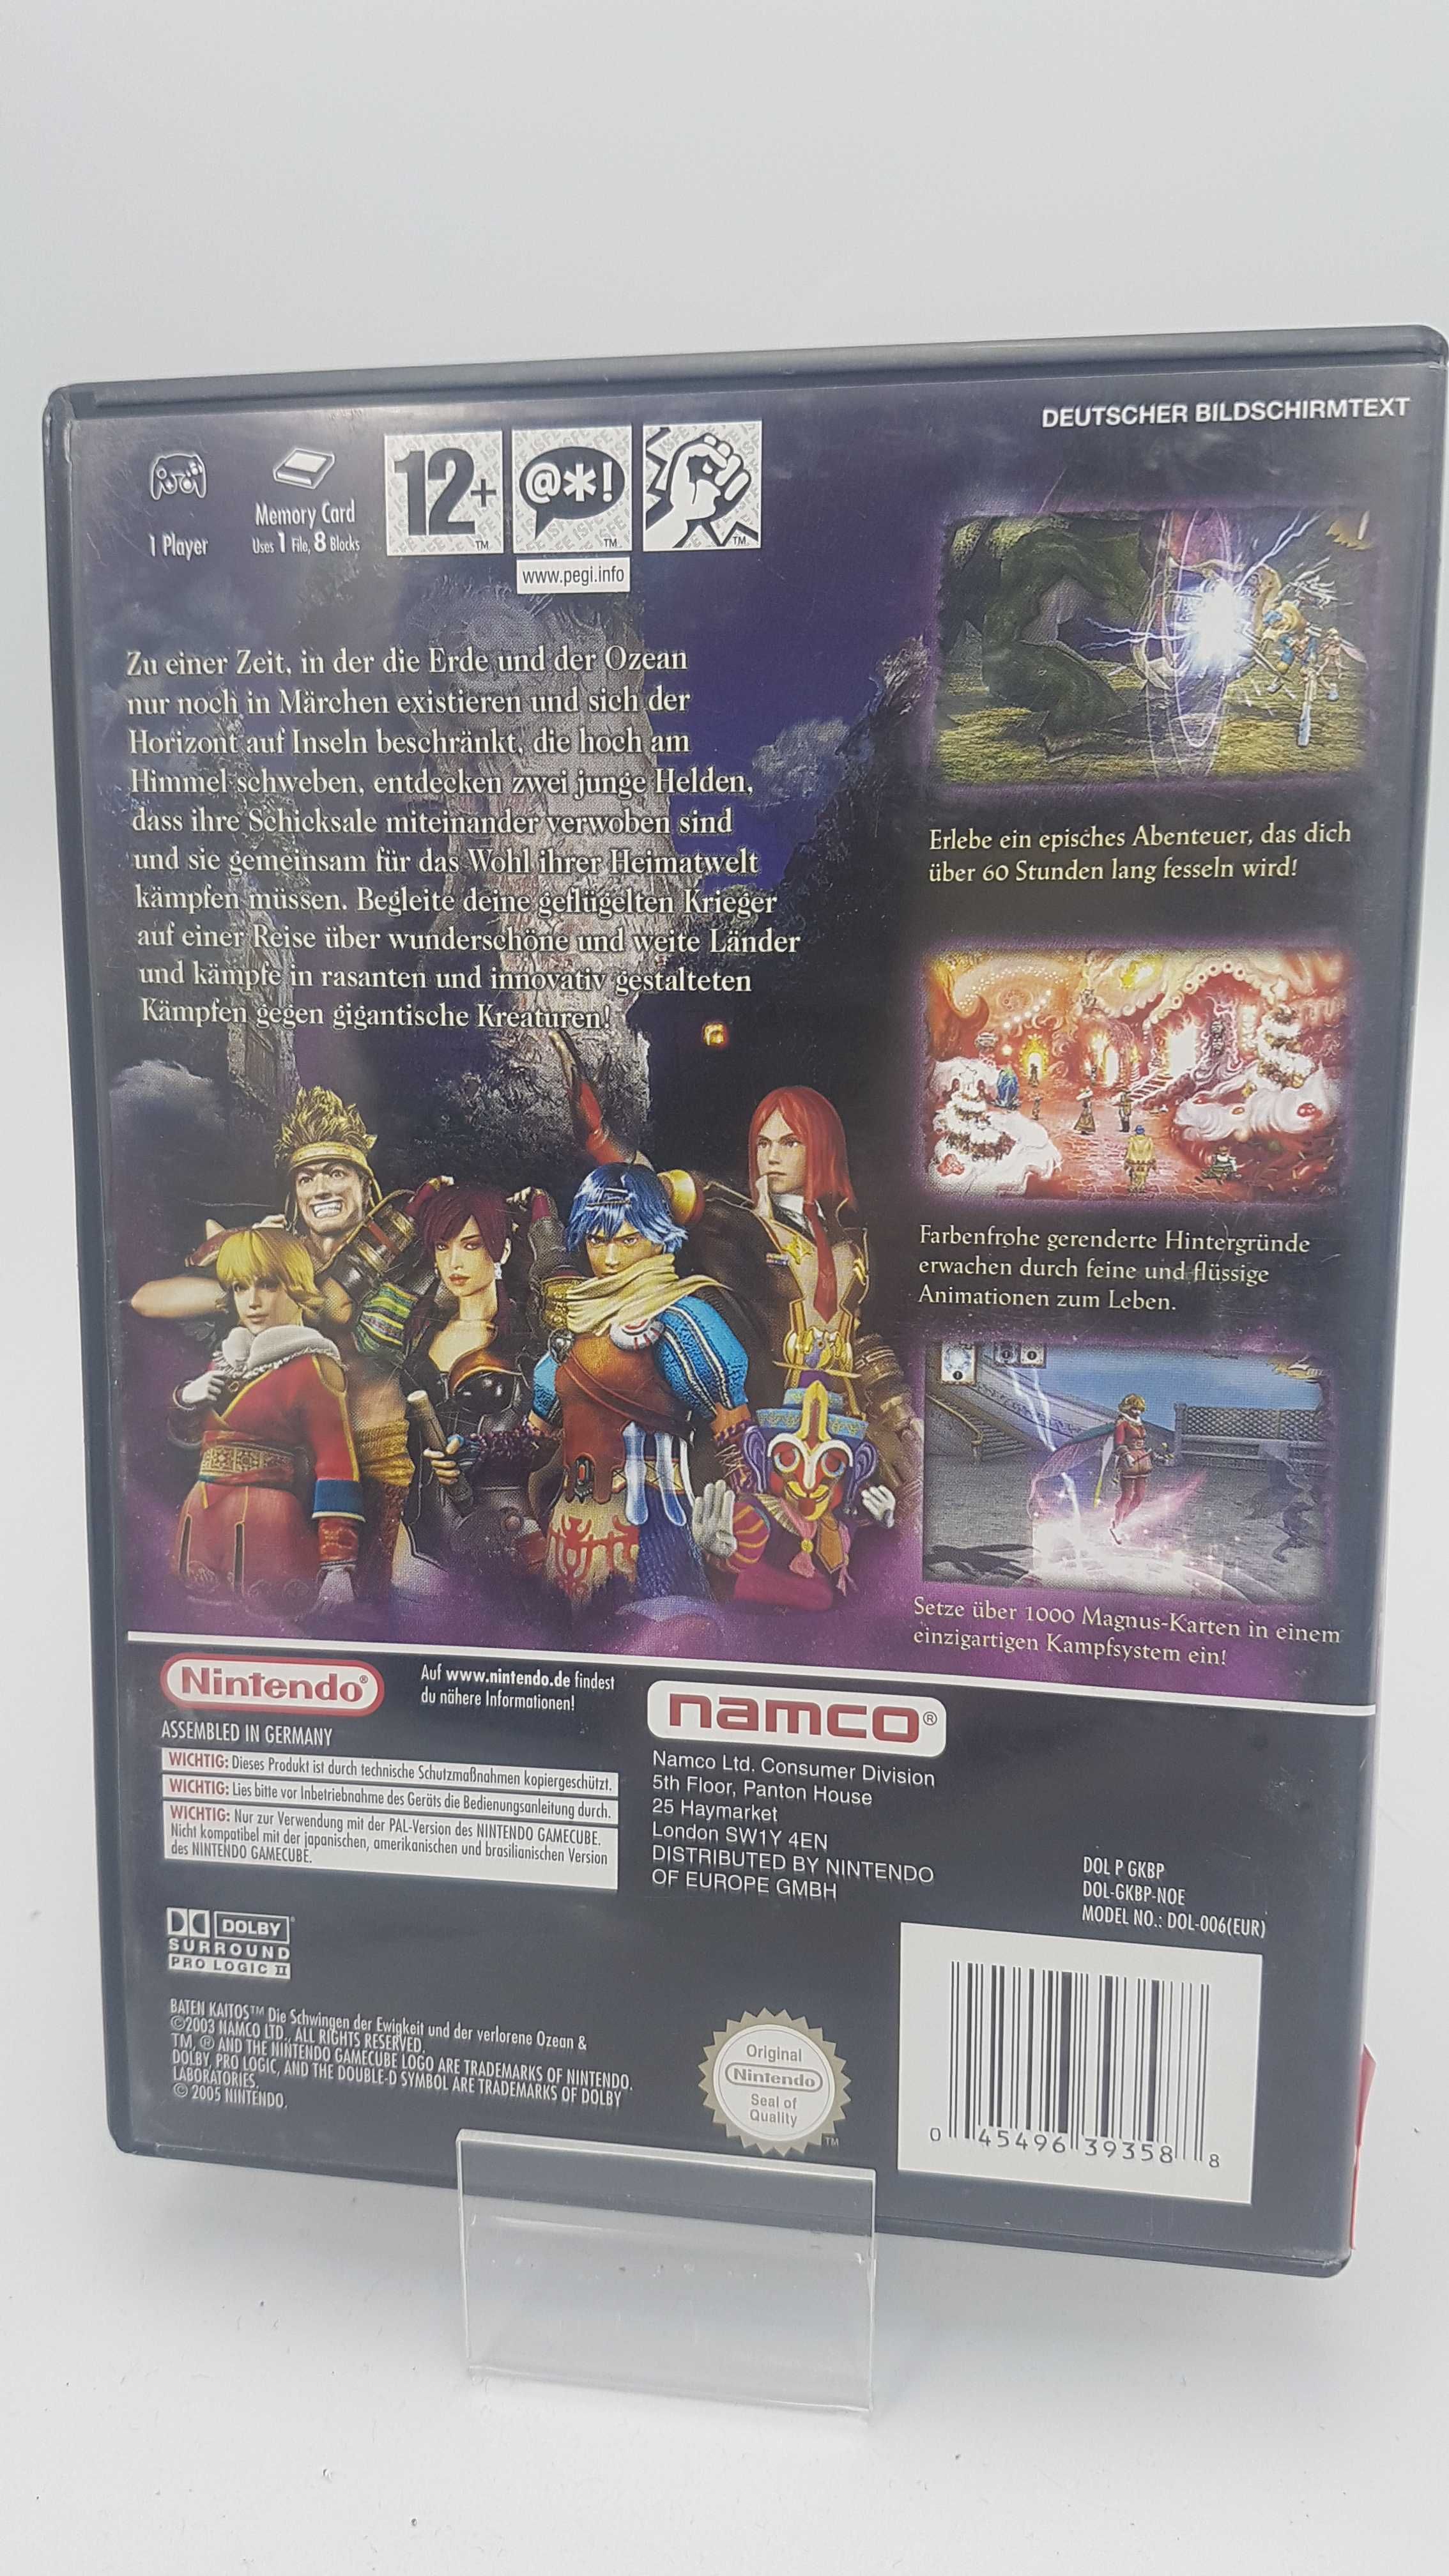 DEUTSCHER BILDSCHIRMTEXT
1 Player
Memory Card
Uses 1 File, 8 Blocks
12+
TM
@*!
TM
TM
www.pegi.info
Zu einer Zeit, in der die Erde und der Ozean
nur noch in Märchen existieren und sich der
Horizont auf Inseln beschränkt, die hoch am
Himmel schweben, entdecken zwei junge Helden,
dass ihre Schicksale miteinander verwoben sind
und sie gemeinsam für das Wohl ihrer Heimatwelt
kämpfen müssen. Begleite deine geflügelten Krieger
auf einer Reise über wunderschöne und weite Länder
und kämpfe in rasanten und innovativ gestalteten
Kämpfen gegen gigantische Kreaturen!
Erlebe ein episches Abenteuer, das dich
über 60 Stunden lang fesseln wird!
Farbenfrohe gerenderte Hintergründe
erwachen durch feine und flüssige
Animationen zum Leben.
Setze über 1000 Magnus-Karten in einem
einzigartigen Kampfsystem ein!
Nintendo®
Auf www.nintendo.de findest
du nähere Informationen!
ASSEMBLED IN GERMANY
WICHTIG: Dieses Produkt ist durch technische Schutzmaßnahmen kopiergeschützt.
WICHTIG: Lies bitte vor Inbetriebnahme des Geräts die Bedienungsanleitung durch.
WICHTIG: Nur zur Verwendung mit der PAL-Version des NINTENDO GAMECUBE.
Nicht kompatibel mit der japanischen, amerikanischen und brasilianischen Version
des NINTENDO GAMECUBE.
namco®
Namco Ltd. Consumer Division
5th Floor, Panton House
25 Haymarket
London SW1Y 4EN
DISTRIBUTED BY NINTENDO
OF EUROPE GMBH
DOL P GKBP
DOL-GKBP-NOE
MODEL NO.: DOL-006(EUR)
DOLBY
SURROUND
PRO LOGIC II
BATEN KAITOS™ Die Schwingen der Ewigkeit und der verlorene Ozean &
©2003 NAMCO LTD., ALL RIGHTS RESERVED.
TM, ® AND THE NINTENDO GAMECUBE LOGO ARE TRADEMARKS OF NINTENDO.
DOLBY, PRO LOGIC, AND THE DOUBLE-D SYMBOL ARE TRADEMARKS OF DOLBY
LABORATORIES.
© 2005 NINTENDO.
Original
Nintendo
Seal of
Quality
TM
0 45496 39358 8